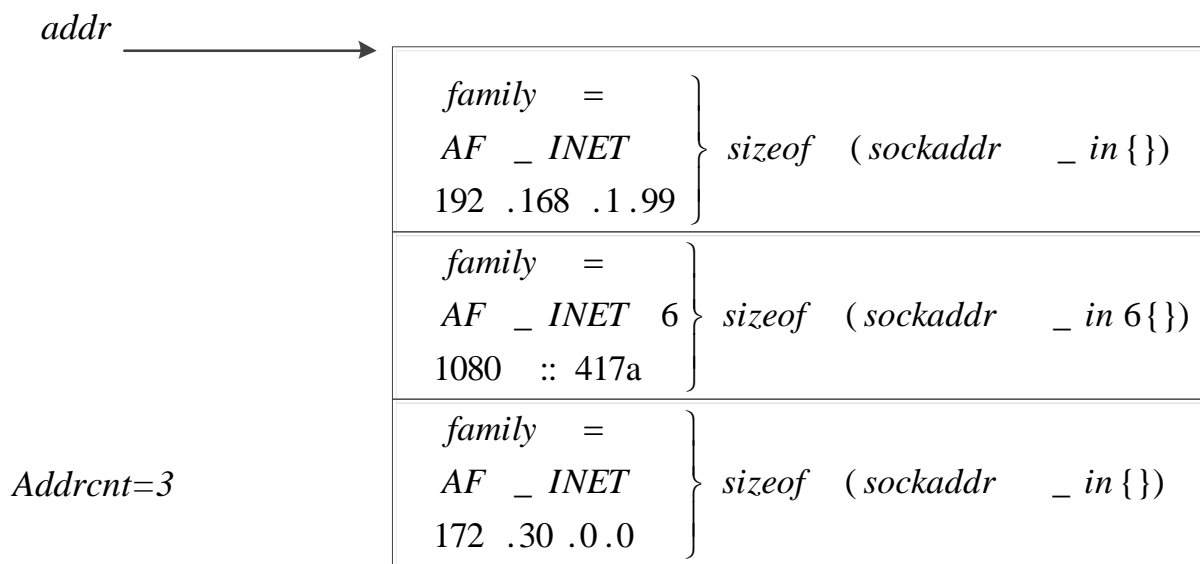 addr
family =
AF _ INET } sizeof ( sockaddr _ in {})
192 .168 .1 .99
family =
AF _ INET 6 } sizeof ( sockaddr _ in 6{})
1080 :: 417a
family =
Addrcnt=3 AF _ INET } sizeof ( sockaddr _ in {})
172 .30 .0 .0